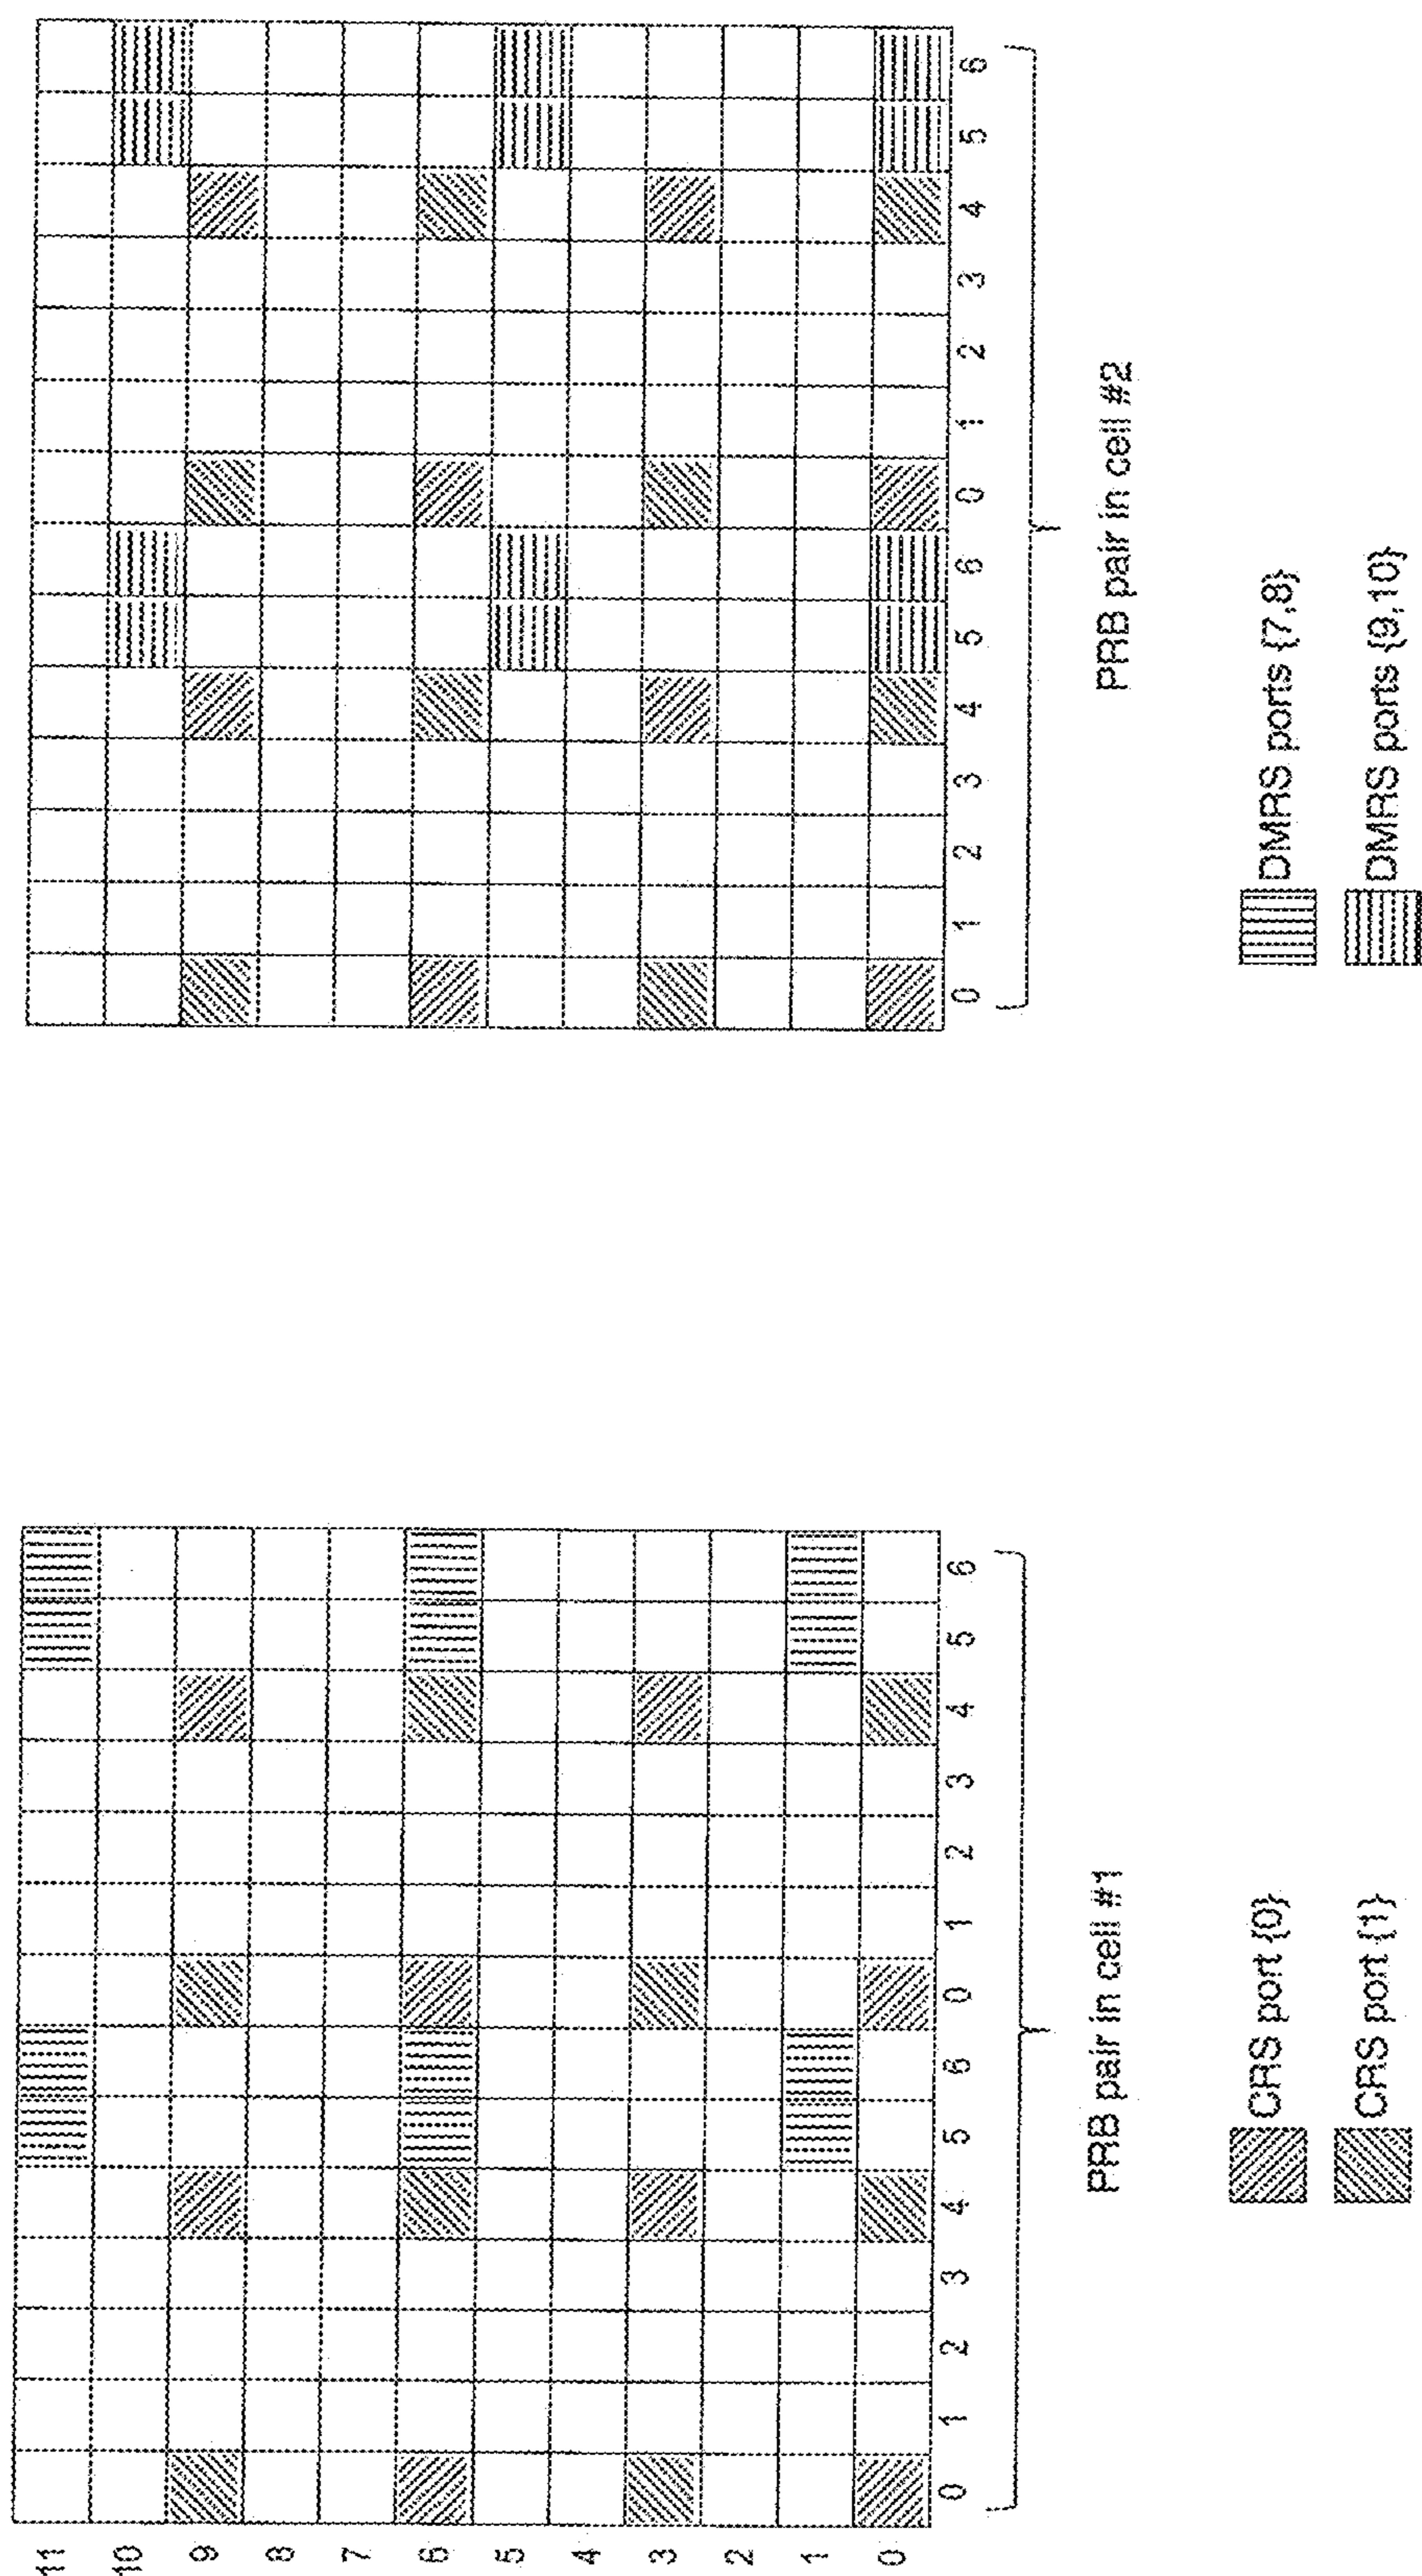 11
10
9
8
7
6
5
4
3
2
1
0
0 1 2 3 4 5 6 0 1 2 3 4 5 6
PRB pair in cell #1
0 1 2 3 4 5 6 0 1 2 3 4 5 6
PRB pair in cell #2
CRS port {0}
CRS port {1}
DMRS ports {7,8}
DMRS ports {9,10}